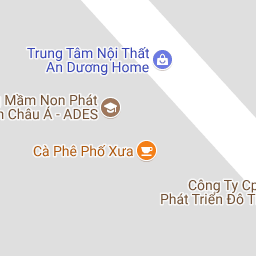 Trung Tâm Nội Thất
An Dương Home
Mầm Non Phát
n Châu Á - ADES
Cà Phê Phố Xưa
Công Ty Cp
Phát Triển Đô T